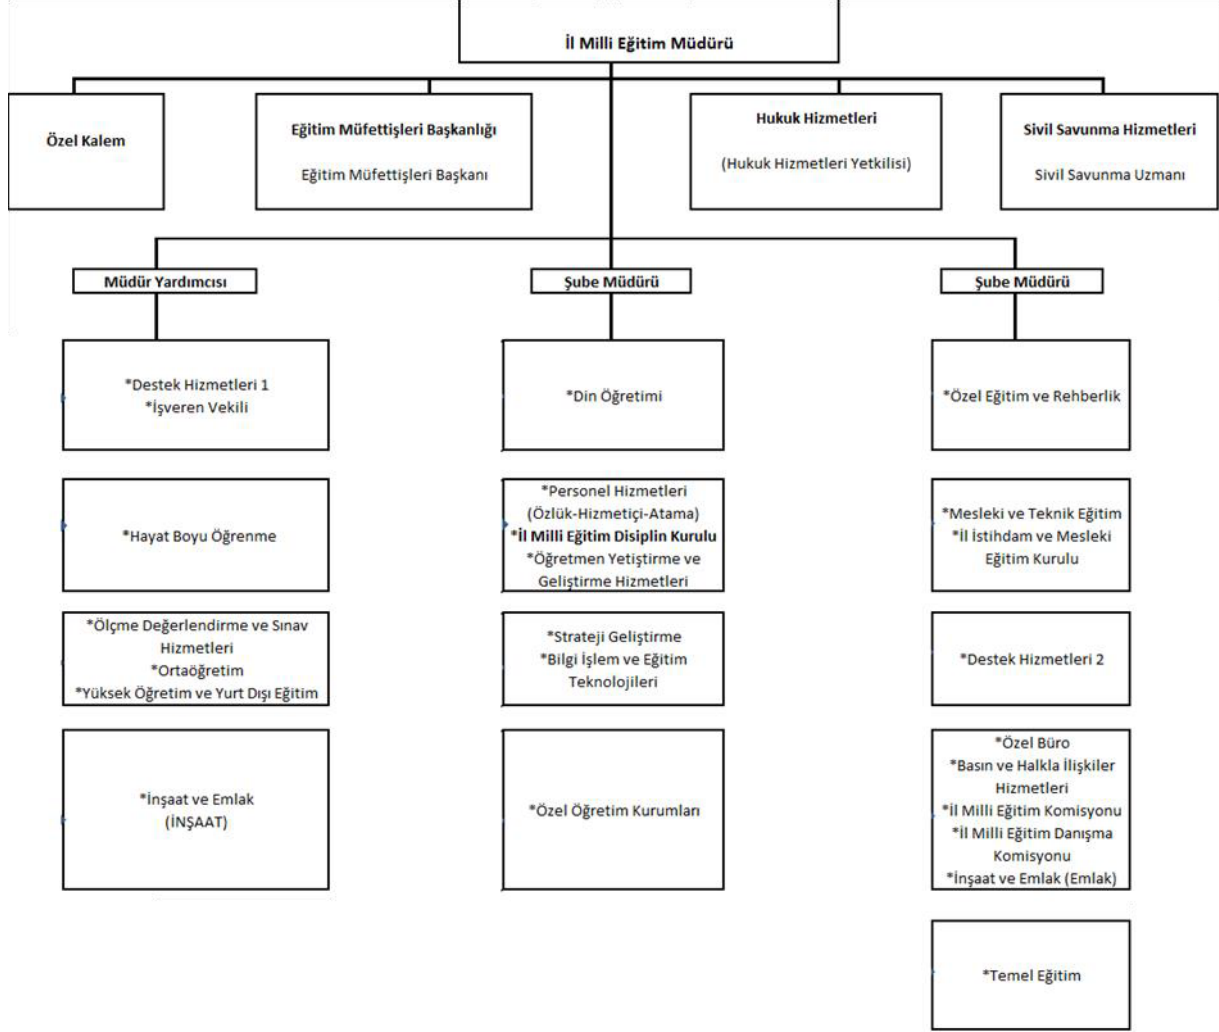 İl Milli Eğitim Müdürü
Özel Kalem
Eğitim Müfettişleri Başkanlığı
Eğitim Müfettişleri Başkanı
Hukuk Hizmetleri
(Hukuk Hizmetleri Yetkilisi)
Sivil Savunma Hizmetleri
Sivil Savunma Uzmanı
Müdür Yardımcısı
Şube Müdürü
Şube Müdürü
*Destek Hizmetleri 1
*İşveren Vekili
*Din Öğretimi
*Özel Eğitim ve Rehberlik
*Hayat Boyu Öğrenme
*Personel Hizmetleri
(Özlük-Hizmetiçi-Atama)
*İl Milli Eğitim Disiplin Kurulu
*Öğretmen Yetiştirme ve
Geliştirme Hizmetleri
*Mesleki ve Teknik Eğitim
*İl İstihdam ve Mesleki
Eğitim Kurulu
*Ölçme Değerlendirme ve Sınav
Hizmetleri
*Ortaöğretim
*Yüksek Öğretim ve Yurt Dışı Eğitim
*Strateji Geliştirme
*Bilgi İşlem ve Eğitim
Teknolojileri
*Destek Hizmetleri 2
*İnşaat ve Emlak
(İNŞAAT)
*Özel Öğretim Kurumları
*Özel Büro
*Basın ve Halkla İlişkiler
Hizmetleri
*İl Milli Eğitim Komisyonu
*İl Milli Eğitim Danışma
Komisyonu
*İnşaat ve Emlak (Emlak)
*Temel Eğitim